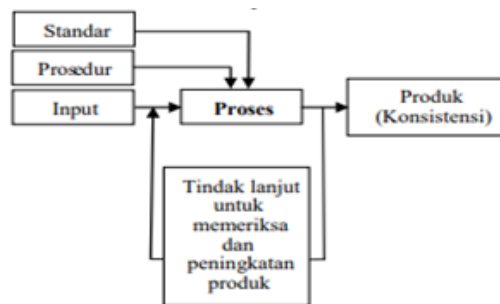 Standar
Prosedur
Input
Proses
Produk
(Konsistensi)
Tindak lanjut
untuk
memeriksa
dan
peningkatan
produk